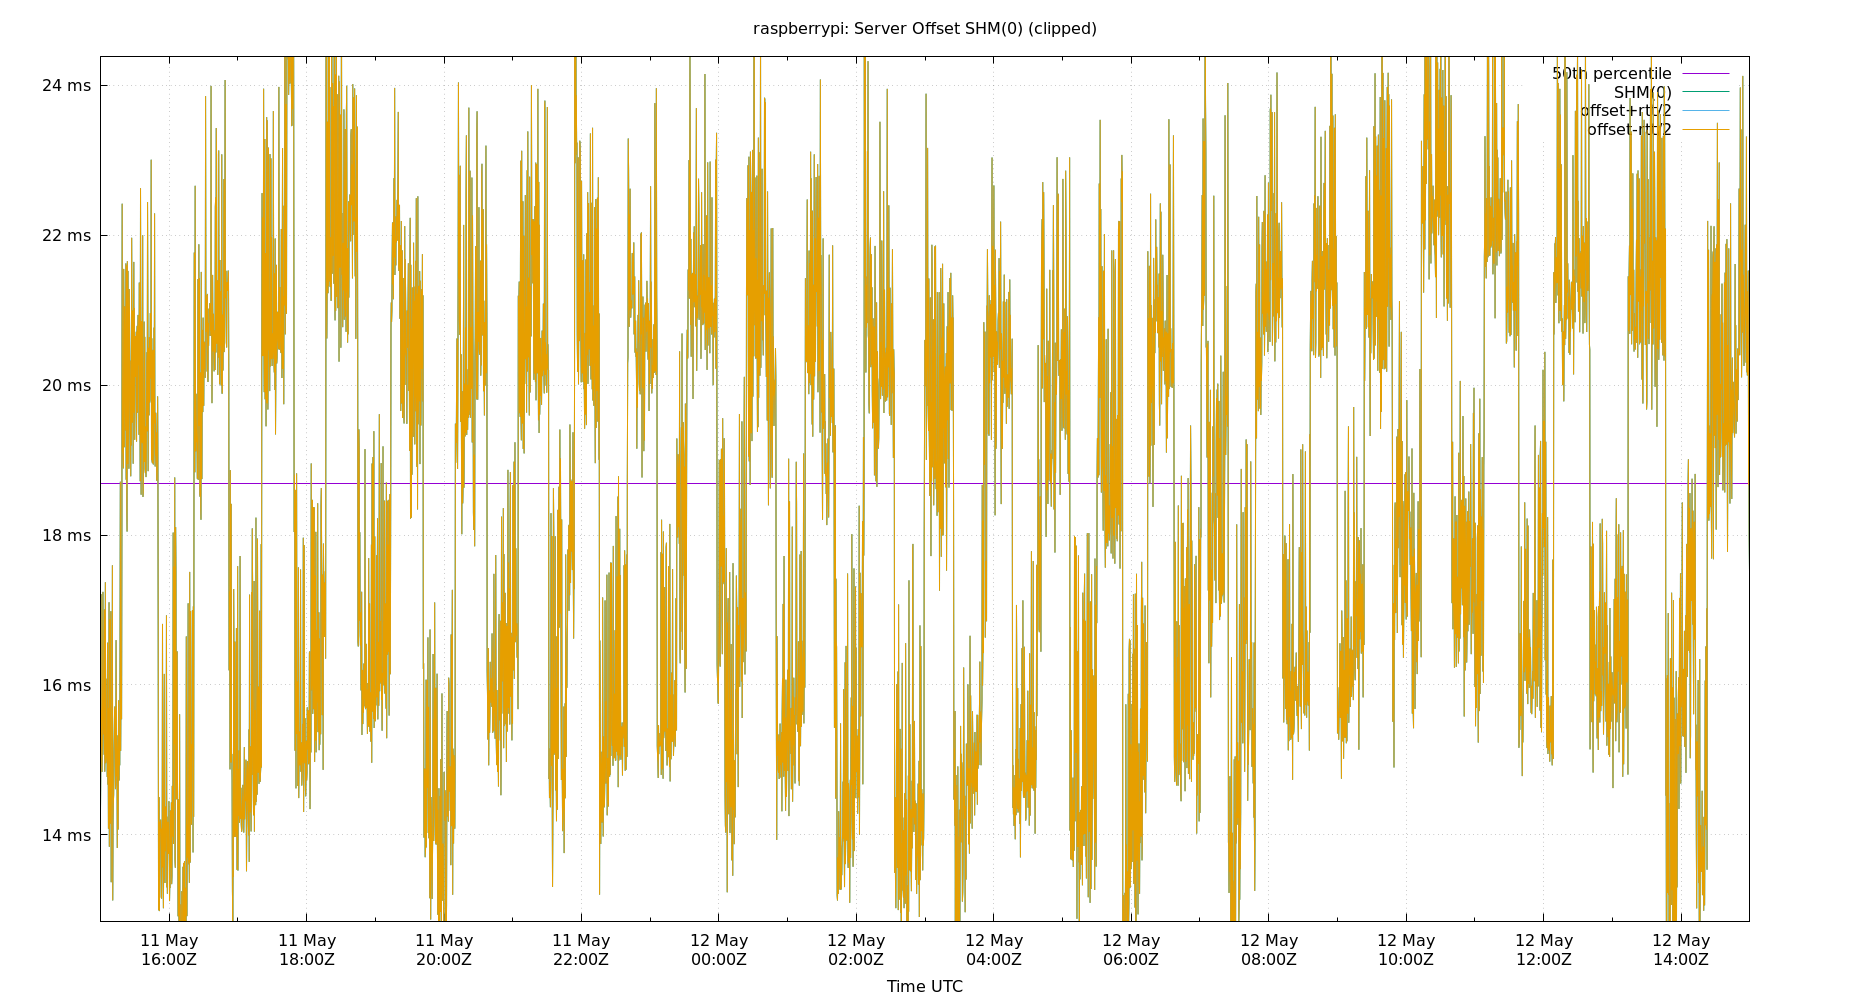 raspberrypi: Server Offset SHM(0) (clipped)
24 ms
22 ms
20 ms
18 ms
16 ms
14 ms
50th percentile
SHM(0)
offset+rtt/2
offset-rtt/2
11 May 11 May 11 May 11 May 12 May 12 May 12 May 12 May 12 May 12 May 12 May 12 May
16:00Z 18:00Z 20:00Z 22:00Z 00:00Z 02:00Z 04:00Z 06:00Z 08:00Z 10:00Z 12:00Z 14:00Z
Time UTC